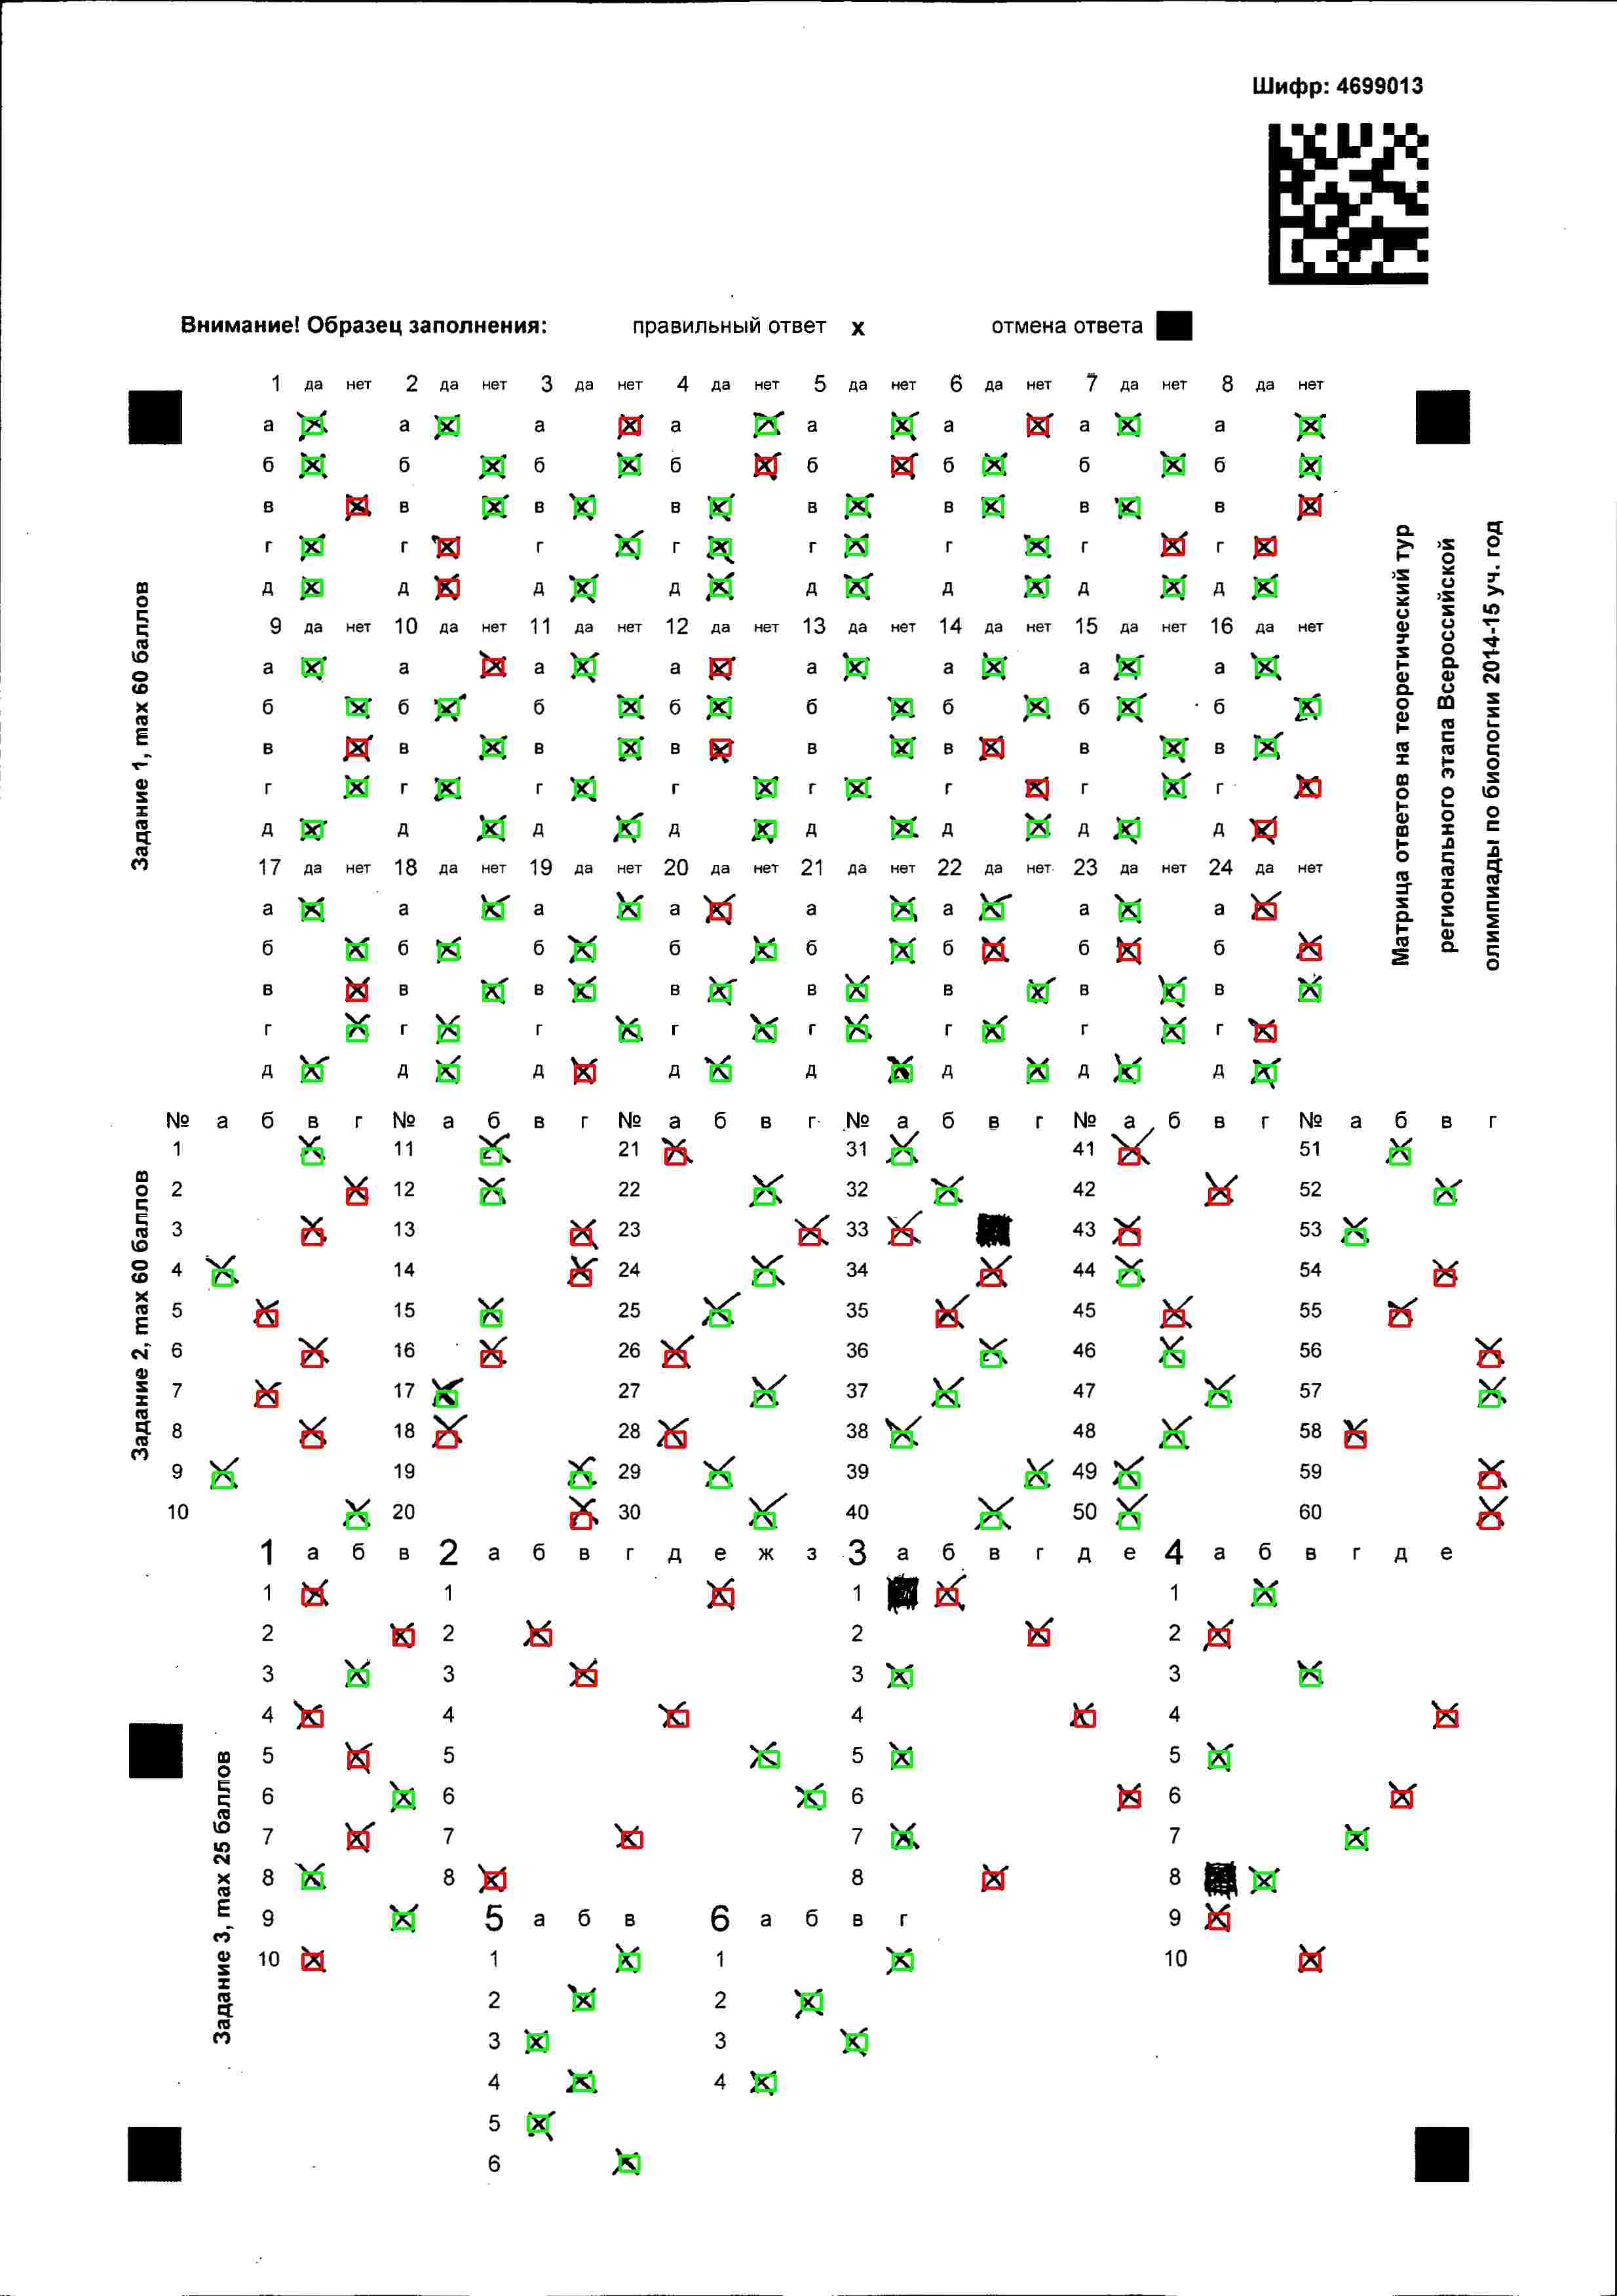 Шифр: 4699013
Внимание! Образец заполнения: правильный ответ х отмена ответа
1 да нет 2 да нет 3 да нет 4 да нет 5 да нет 6 да нет 7 да нет 8 да нет
а а а а а а а а
б б б б б б б б
в в в в в в в в
г г г г г г г г
д д д д д д д д
9 да нет 10 да нет 11 да нет 12 да нет 13 да нет 14 да нет 15 да нет 16 да нет
а а а а а а а а
б б б б б б б б
в в в в в в в в
г г г г г г г г
д д д д д д д д
17 да нет 18 да нет 19 да нет 20 да нет 21 да нет 22 да нет 23 да нет 24 да нет
а а а а а а а а
б б б б б б б б
в в в в в в в в
г г г г г г г г
д д д д д д д д
Задание 1, max 60 баллов
Матрица ответов на теоретический тур
регионального этапа Всероссийской
олимпиады по биологии 2014-15 уч. год
№ а б в г № а б в г № а б в г № а б в г № а б в г № а б в г
1 11 21 31 41 51
2 12 22 32 42 52
3 13 23 33 43 53
4 14 24 34 44 54
5 15 25 35 45 55
6 16 26 36 46 56
7 17 27 37 47 57
8 18 28 38 48 58
9 19 29 39 49 59
10 20 30 40 50 60
Задание 2, max 60 баллов
1 а б в 2 а б в г д е ж з 3 а б в г д е 4 а б в г д е
1 1 1 1
2 2 2 2
3 3 3 3
4 4 4 4
5 5 5 5
6 6 6 6
7 7 7 7
8 8 8 8
9 5 а б в 6 а б в г 9
10 1 1 10
2 2
3 3
4 4
5
6
Задание 3, max 25 баллов